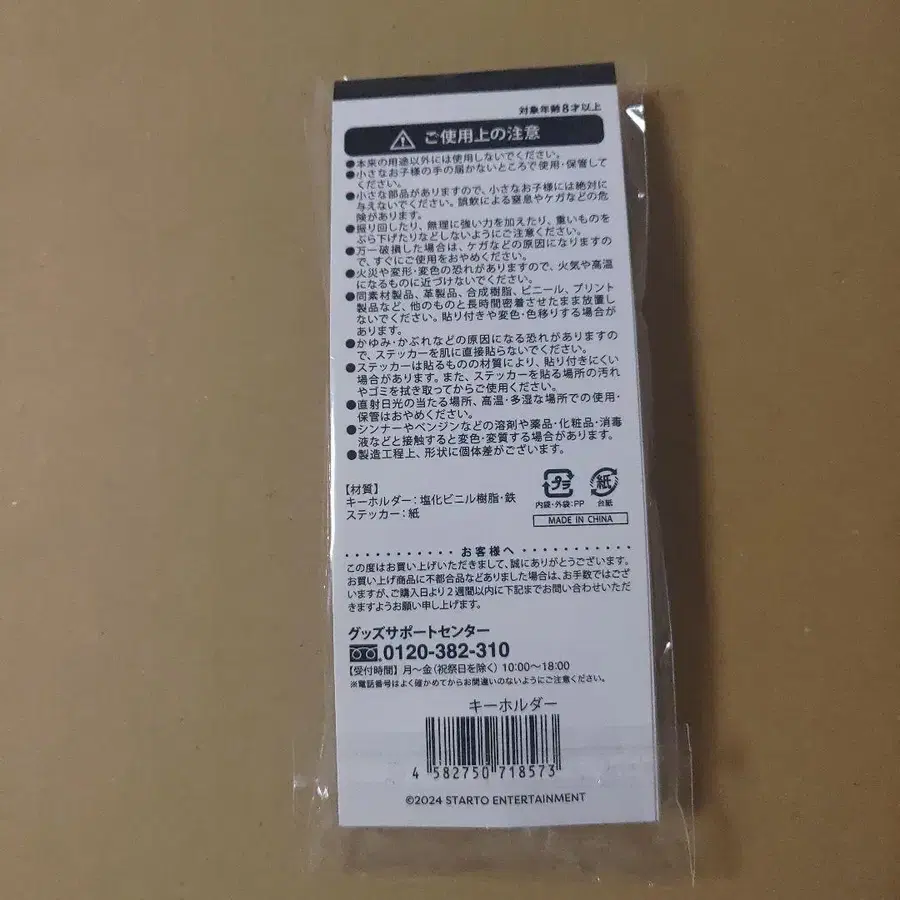 対象年齢8才以上
ご使用上の注意
●本来の用途以外には使用しないでください。
●小さなお子様の手の届かないところで使用・保管して
ください。
●小さな部品がありますので、小さなお子様には絶対に
与えないでください。誤飲による窒息やケガなどの危
険があります。
●振り回したり、無理に強い力を加えたり、重いものを
ぶら下げたりなどしないようにご注意ください。
●万一破損した場合は、ケガなどの原因になりますの
で、すぐにご使用をおやめください。
●火災や変形・変色の恐れがありますので、火気や高温
になるものに近づけないでください。
●同素材製品、革製品、合成樹脂、ビニール、プリント
製品など、他のものと長時間密着させたまま放置し
ないでください。貼り付きや変色・色移りする場合が
あります。
●かゆみ・かぶれなどの原因になる恐れがありますの
で、ステッカーを肌に直接貼らないでください。
●ステッカーは貼るものの材質により、貼り付きにくい
場合があります。また、ステッカーを貼る場所の汚れ
やゴミを拭き取ってからご使用ください。
●直射日光の当たる場所、高温・多湿な場所での使用・
保管はおやめください。
●シンナーやベンジンなどの溶剤や薬品・化粧品・消毒
液などと接触すると変色・変質する場合があります。
●製造工程上、形状に個体差がございます。
【材質】
キーホルダー：塩化ビニル樹脂・鉄
ステッカー：紙
プラ
内袋・外袋：PP
紙
台紙
MADE IN CHINA
お客様へ
この度はお買い上げいただきまして、誠にありがとうございます。
お買い上げ商品に不都合品などありました場合は、お手数ではござ
いますが、ご購入日より2週間以内に下記までお問い合わせいただ
きますようお願い申し上げます。
グッズサポートセンター
0120-382-310
【受付時間】月〜金（祝祭日を除く）10:00〜18:00
※電話番号はよく確かめてからお間違いのないようにご注意ください。
キーホルダー
4 582750 718573
©2024 STARTO ENTERTAINMENT